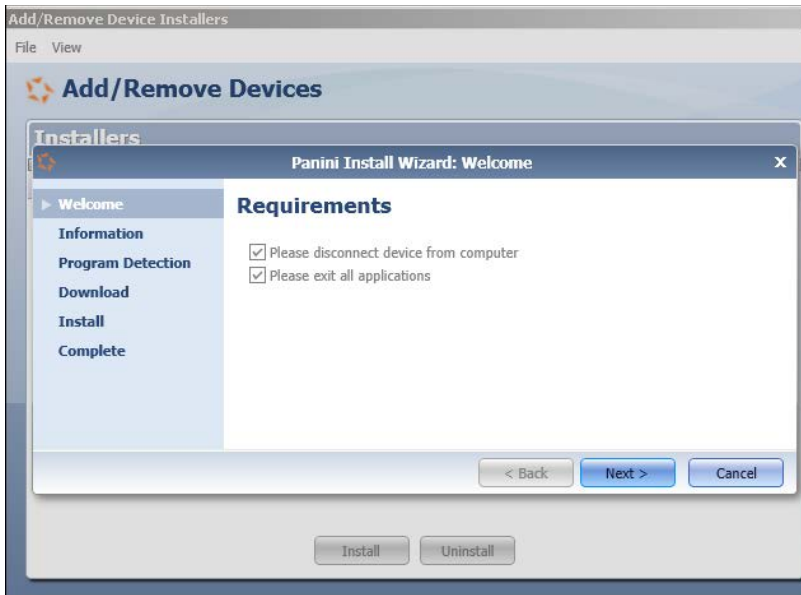 Add/Remove Device Installers
File View
Add/Remove Devices
Installers
Panini Install Wizard: Welcome x
Welcome
Information
Program Detection
Download
Install
Complete
Requirements
Please disconnect device from computer
Please exit all applications
< Back Next > Cancel
Install Uninstall